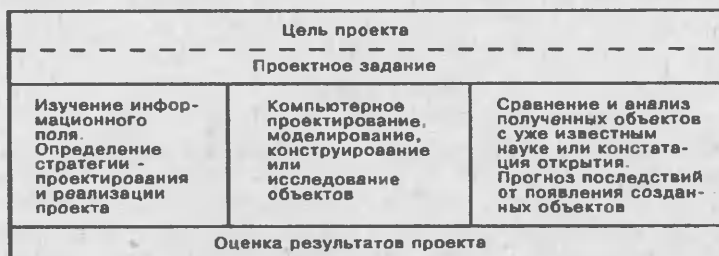 Цель проекта
Проектное задание
Изучение инфор-
мационного
поля.
Определение
стратегии -
проектирования
и реализации
проекта
Компьютерное
проектирование,
моделирование,
конструирование
или
исследование
объектов
Сравнение и анализ
полученных объектов
с уже известным
науке или констата-
ция открытия.
Прогноз последствий
от появления создан-
ных объектов
Оценка результатов проекта